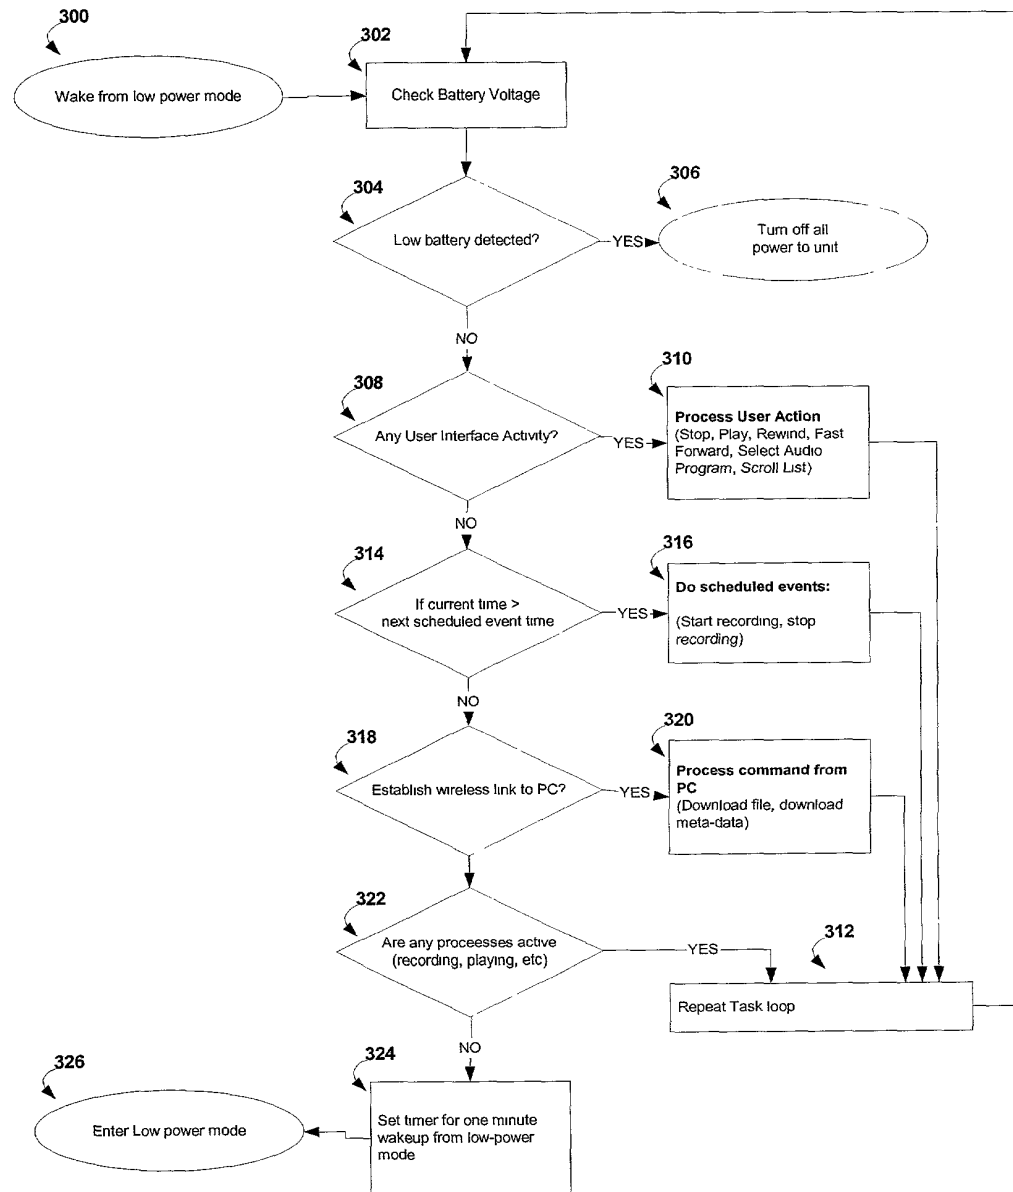 300
Wake from low power mode
302
Check Battery Voltage
304
Low battery detected?
YES
306
Turn off all
power to unit
NO
308
Any User Interface Activity?
YES
310
Process User Action
(Stop, Play, Rewind, Fast
Forward, Select Audio
Program, Scroll List)
NO
314
If current time >
next scheduled event time
YES
316
Do scheduled events:
(Start recording, stop
recording)
NO
318
Establish wireless link to PC?
YES
320
Process command from
PC
(Download file, download
meta-data)
322
Are any proceesses active
(recording, playing, etc)
YES
312
Repeat Task loop
NO
324
Set timer for one minute
wakeup from low-power
mode
326
Enter Low power mode